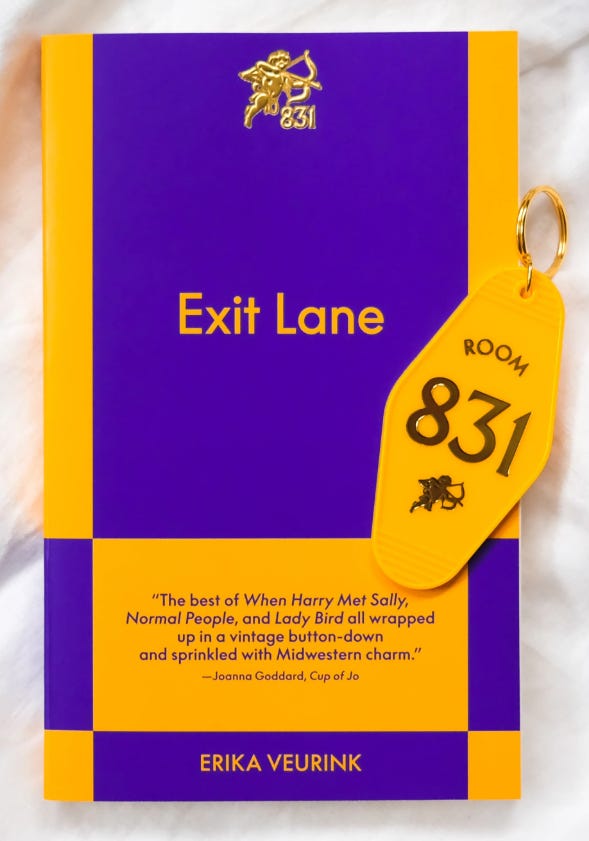 831
Exit Lane
ROOM
831
“The best of When Harry Met Sally,
Normal People, and Lady Bird all wrapped
up in a vintage button-down
and sprinkled with Midwestern charm.”
—Joanna Goddard, Cup of Jo
ERIKA VEURINK